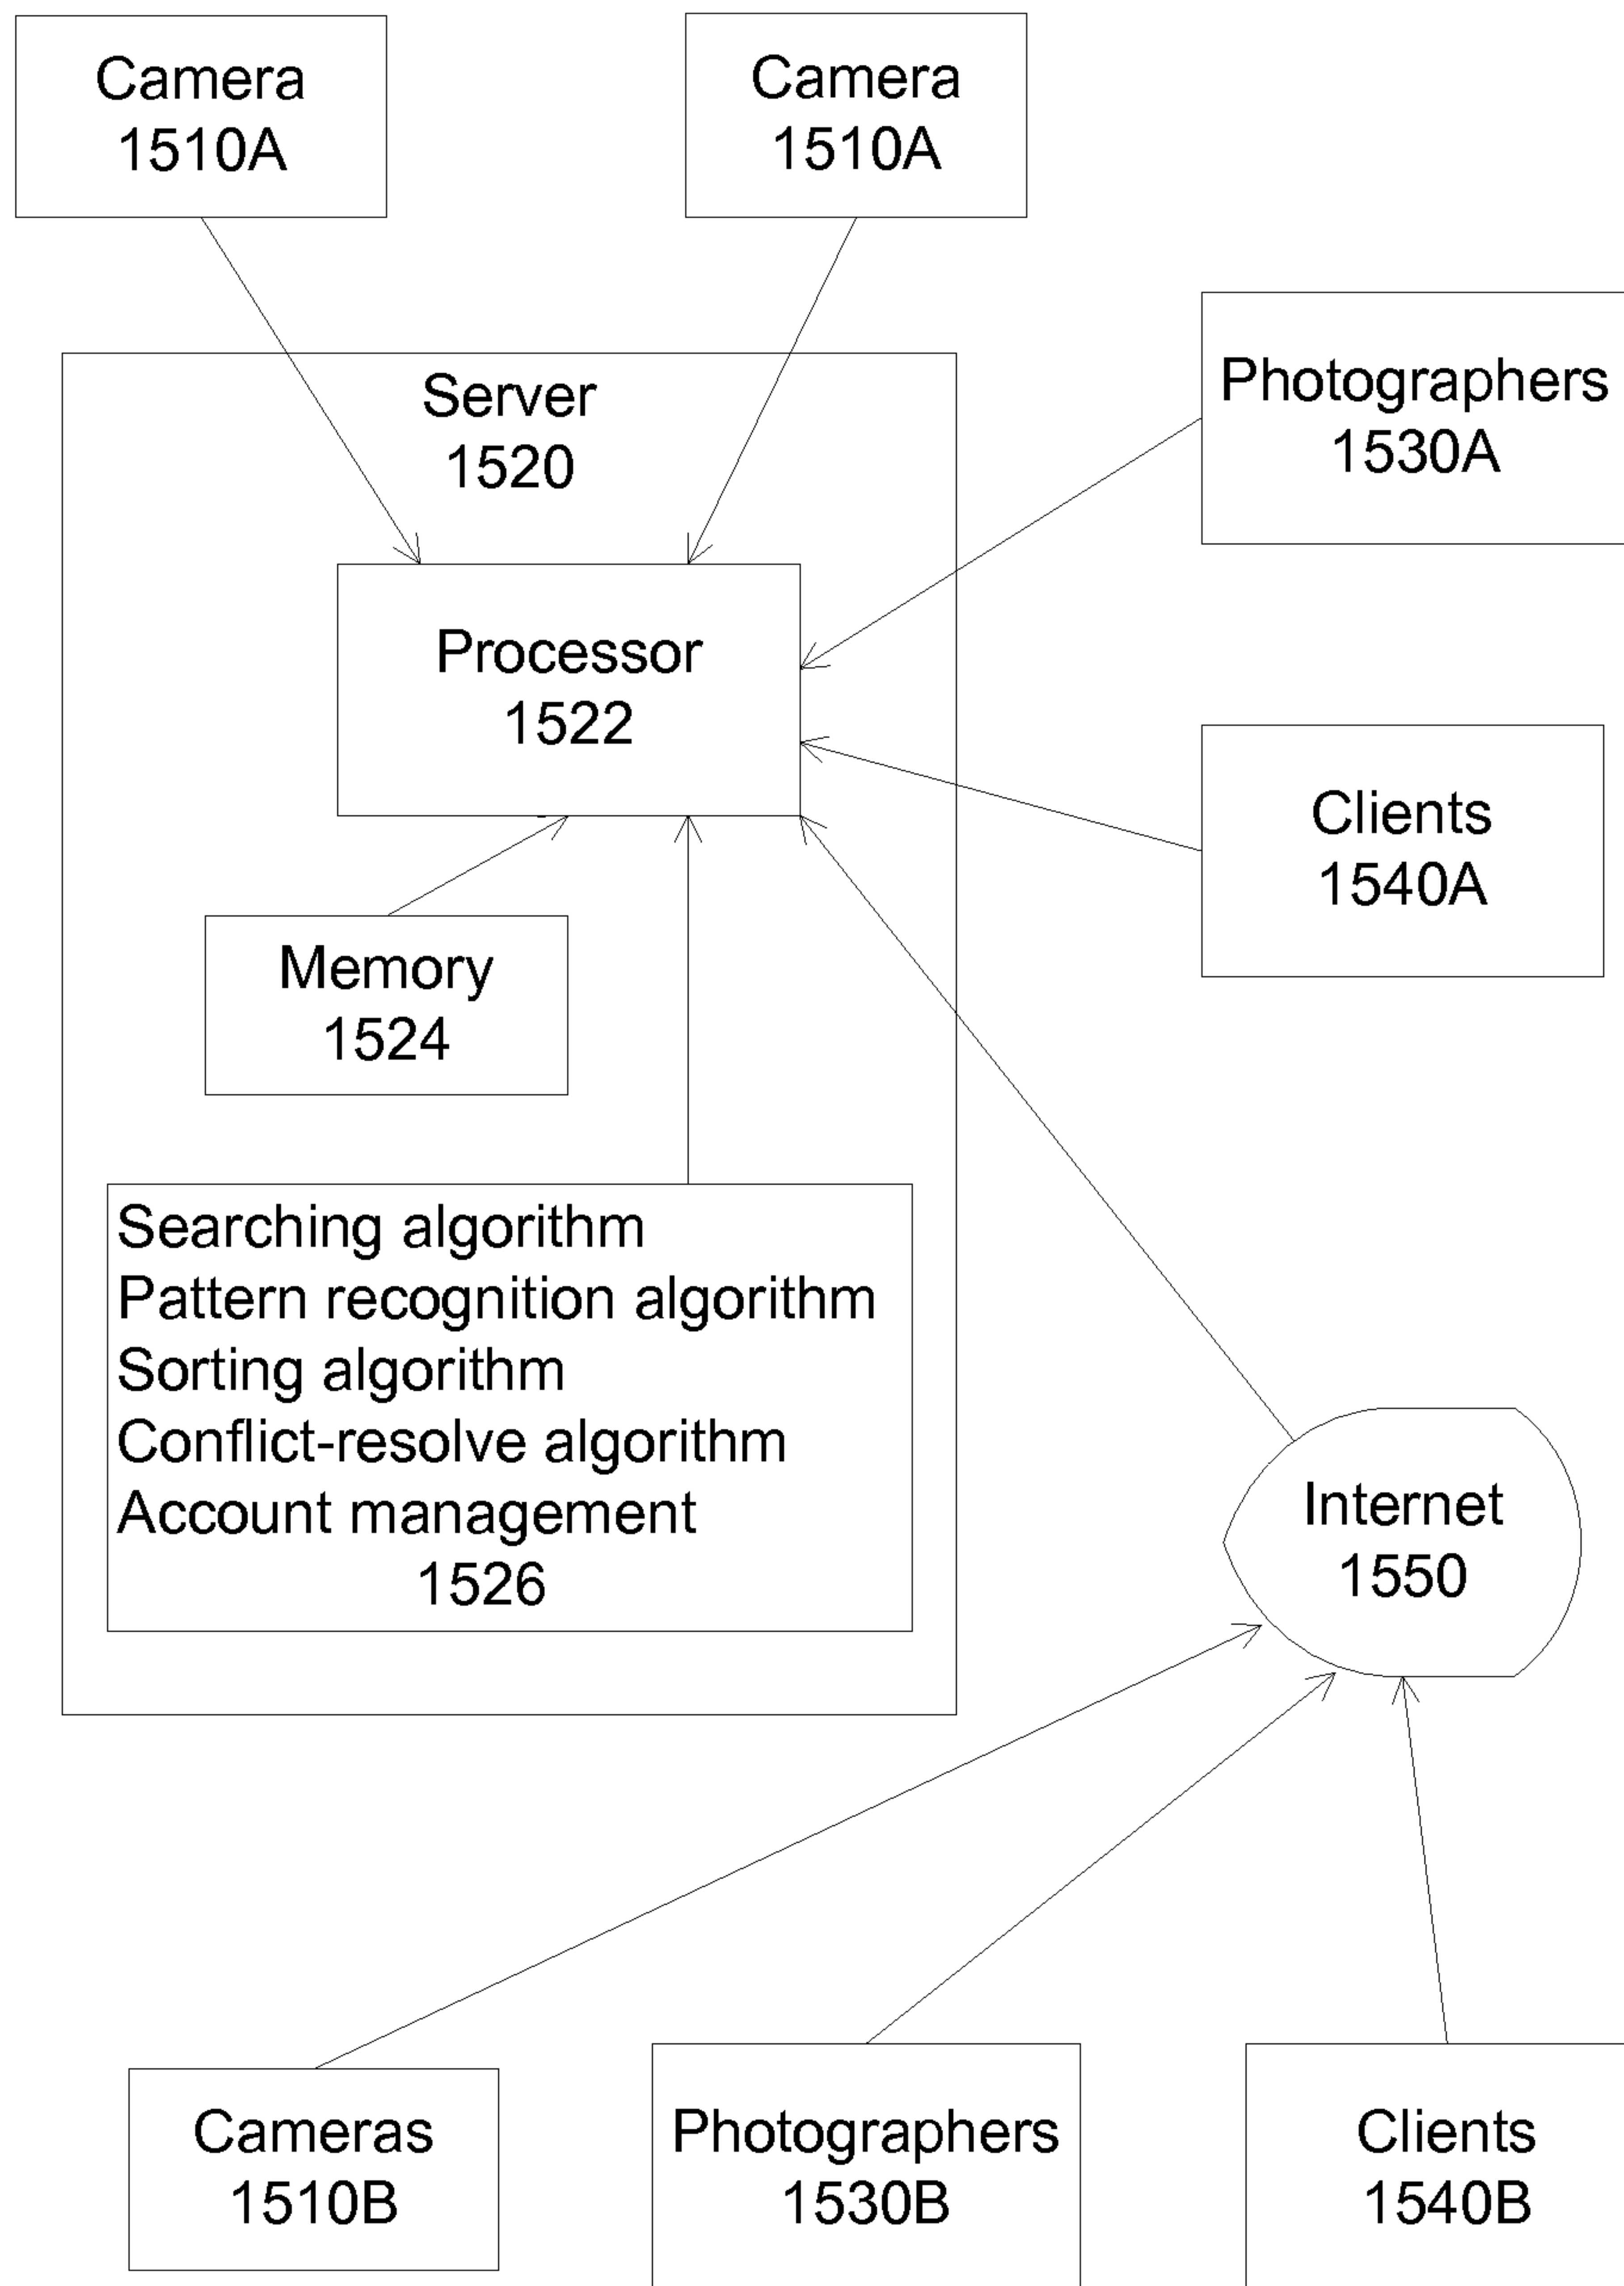 Camera
1510A
Camera
1510A
Photographers
1530A
Server
1520
Processor
1522
Clients
1540A
Memory
1524
Searching algorithm
Pattern recognition algorithm
Sorting algorithm
Conflict-resolve algorithm
Account management
1526
Internet
1550
Cameras
1510B
Photographers
1530B
Clients
1540B